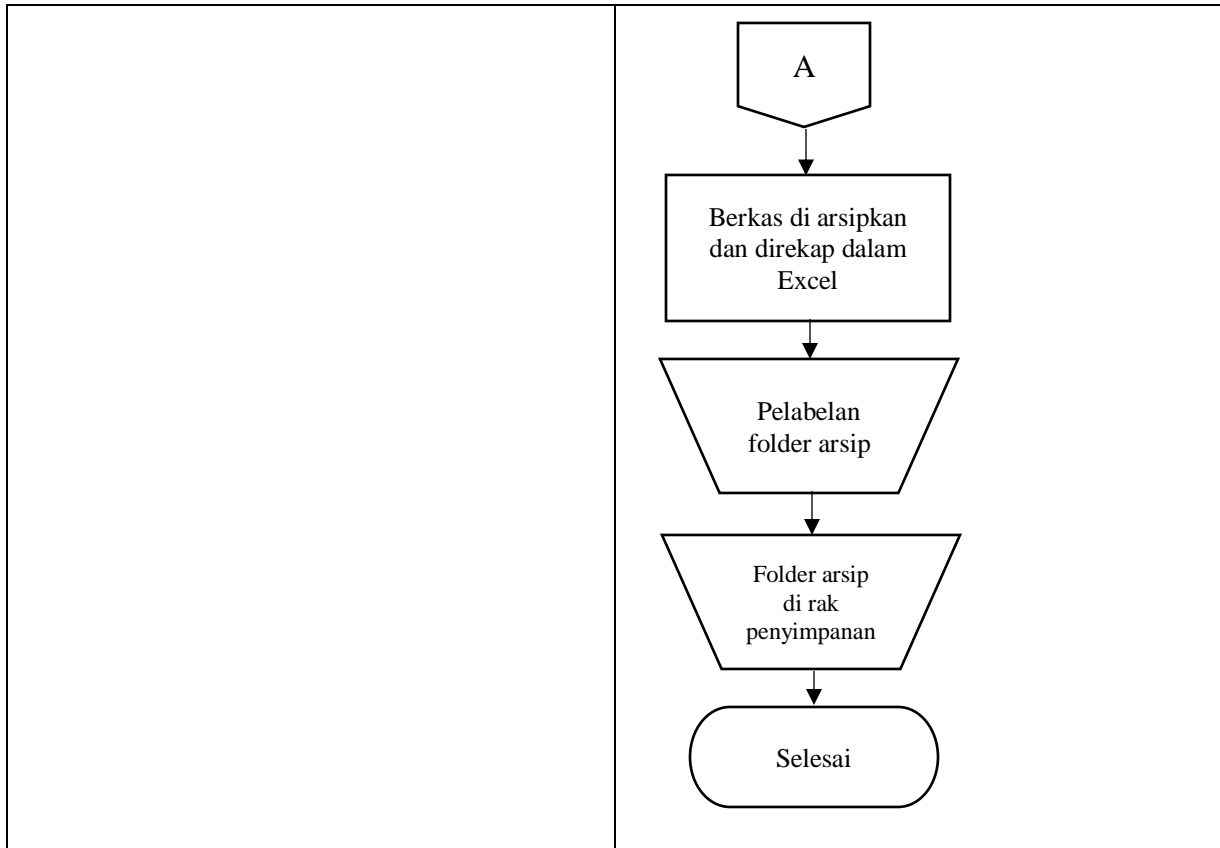 A
Berkas di arsipkan
dan direkap dalam
Excel
Pelabelan
folder arsip
Folder arsip
di rak
penyimpanan
Selesai